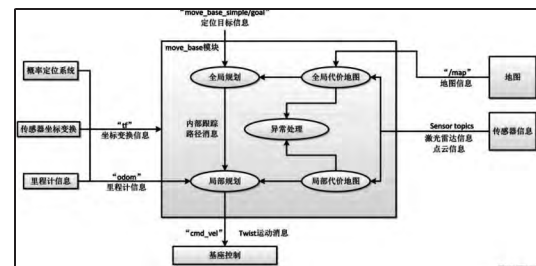 “move_base_simple/goal”
定位目标信息
move_base模块
概率定位系统
全局规划
全局代价地图
“/map”
地图信息
地图
传感器坐标变换
“tf”
坐标变换信息
内部跟踪
路径消息
异常处理
Sensor topics
激光雷达信息
点云信息
传感器信息
里程计信息
“odom”
里程计信息
局部规划
局部代价地图
“cmd_vel”
Twist运动消息
基座控制